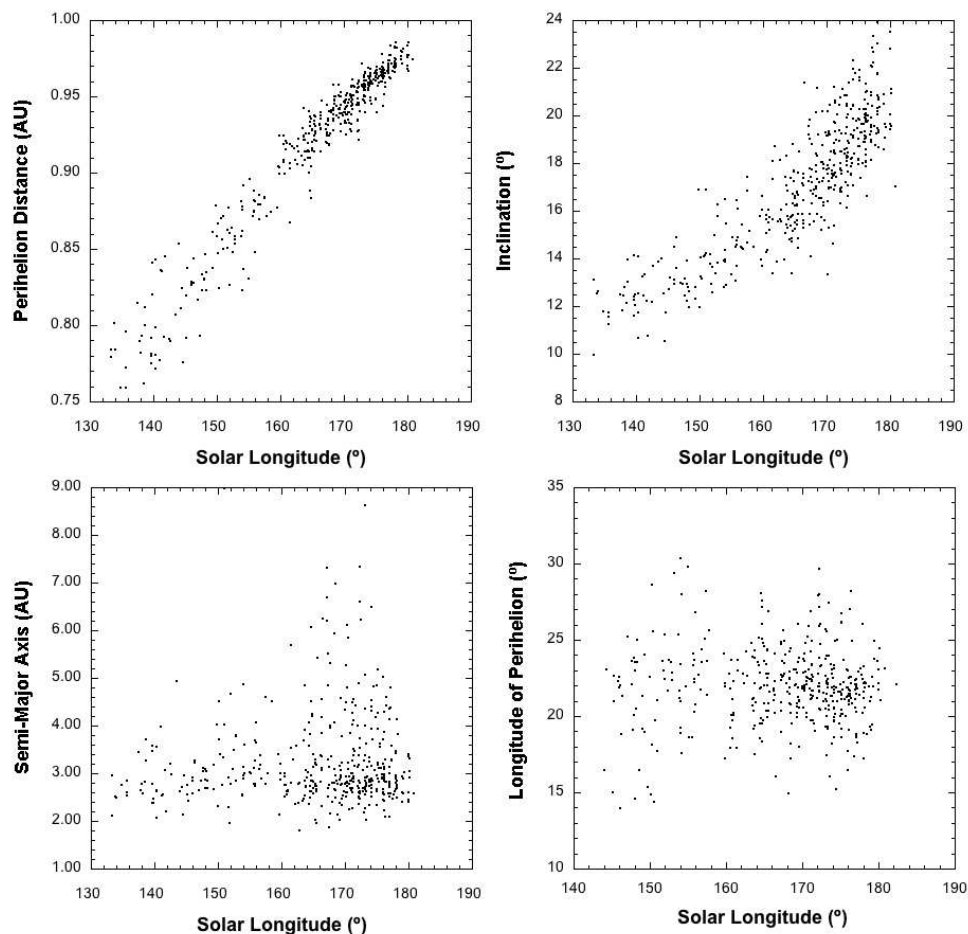 1.00
0.95
0.90
0.85
0.80
0.75
Perihelion Distance (AU)
130 140 150 160 170 180 190
Solar Longitude (º)
24
22
20
18
16
14
12
10
8
Inclination (º)
130 140 150 160 170 180 190
Solar Longitude (º)
9.00
8.00
7.00
6.00
5.00
4.00
3.00
2.00
1.00
Semi-Major Axis (AU)
130 140 150 160 170 180 190
Solar Longitude (º)
35
30
25
20
15
10
Longitude of Perihelion (º)
140 150 160 170 180 190
Solar Longitude (º)